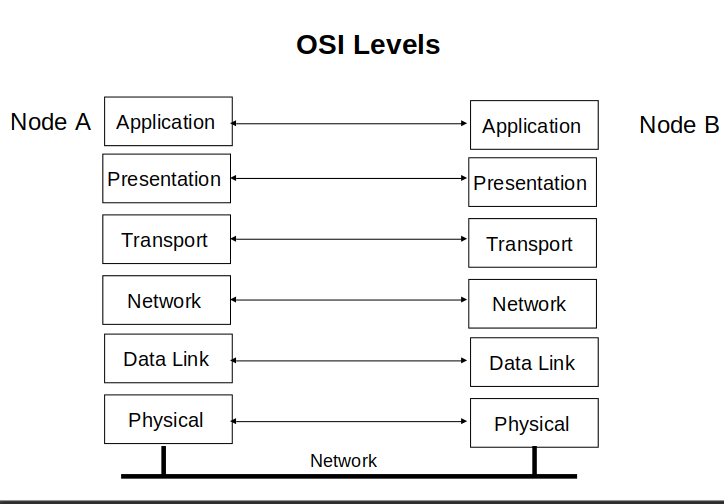 OSI Levels
Node A
Application
Application
Node B
Presentation
Presentation
Transport
Transport
Network
Network
Data Link
Data Link
Physical
Physical
Network